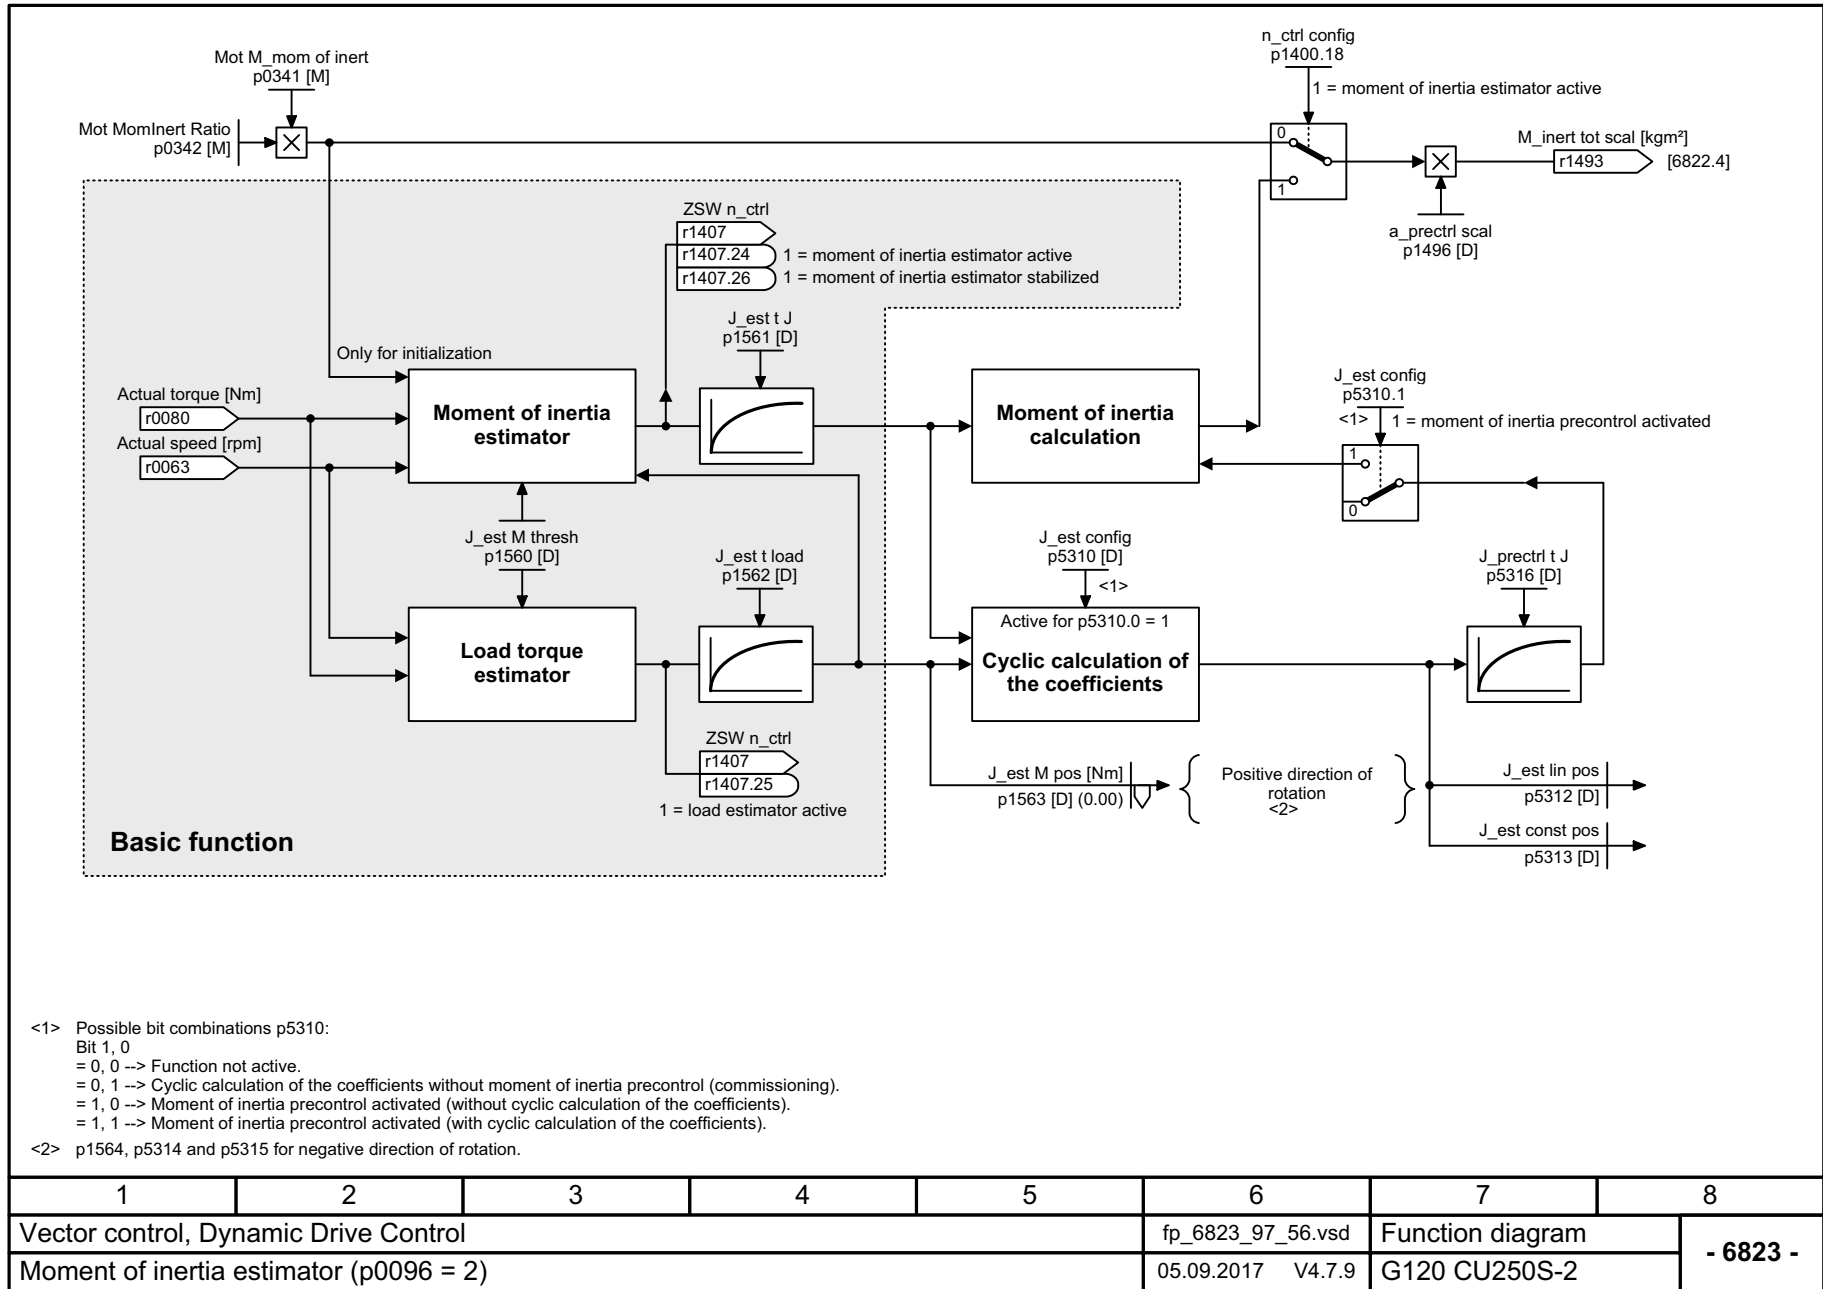 n_ctrl config
p1400.18
1 = moment of inertia estimator active
Mot M_mom of inert
p0341 [M]
Mot MomInert Ratio
p0342 [M]
0
1
M_inert tot scal [kgm²]
r1493
[6822.4]
a_prectrl scal
p1496 [D]
ZSW n_ctrl
r1407
r1407.24
1 = moment of inertia estimator active
r1407.26
1 = moment of inertia estimator stabilized
J_est t J
p1561 [D]
Only for initialization
Actual torque [Nm]
r0080
Actual speed [rpm]
r0063
Moment of inertia
estimator
Moment of inertia
calculation
J_est config
p5310.1
<1>
1 = moment of inertia precontrol activated
1
0
J_est M thresh
p1560 [D]
J_est t load
p1562 [D]
J_est config
p5310 [D]
<1>
J_prectrl t J
p5316 [D]
Load torque
estimator
Active for p5310.0 = 1
Cyclic calculation of
the coefficients
ZSW n_ctrl
r1407
r1407.25
1 = load estimator active
J_est M pos [Nm]
p1563 [D] (0.00)
Positive direction of
rotation
<2>
J_est lin pos
p5312 [D]
J_est const pos
p5313 [D]
Basic function
<1> Possible bit combinations p5310:
Bit 1, 0
= 0, 0 --> Function not active.
= 0, 1 --> Cyclic calculation of the coefficients without moment of inertia precontrol (commissioning).
= 1, 0 --> Moment of inertia precontrol activated (without cyclic calculation of the coefficients).
= 1, 1 --> Moment of inertia precontrol activated (with cyclic calculation of the coefficients).
<2> p1564, p5314 and p5315 for negative direction of rotation.
1 2 3 4 5 6 7 8
Vector control, Dynamic Drive Control
fp_6823_97_56.vsd
Function diagram
- 6823 -
Moment of inertia estimator (p0096 = 2)
05.09.2017 V4.7.9
G120 CU250S-2